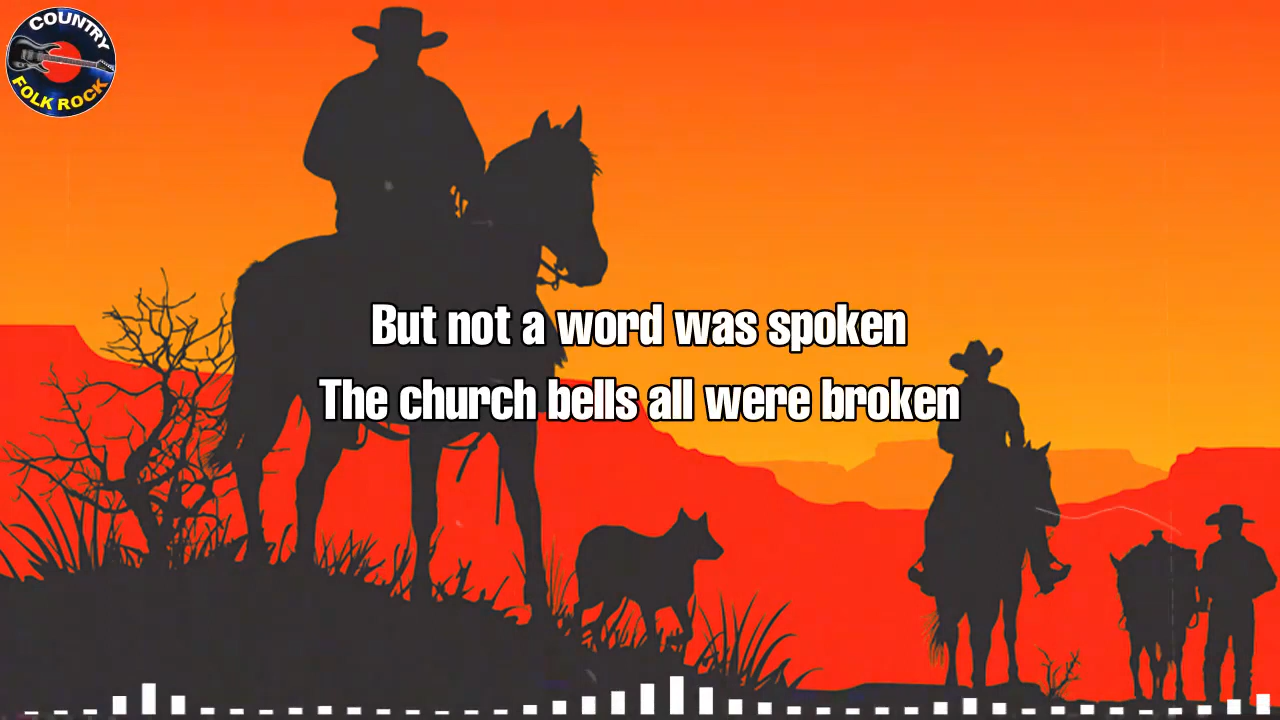 COUNTRY
FOLK ROCK
But not a word was spoken
The church bells all were broken